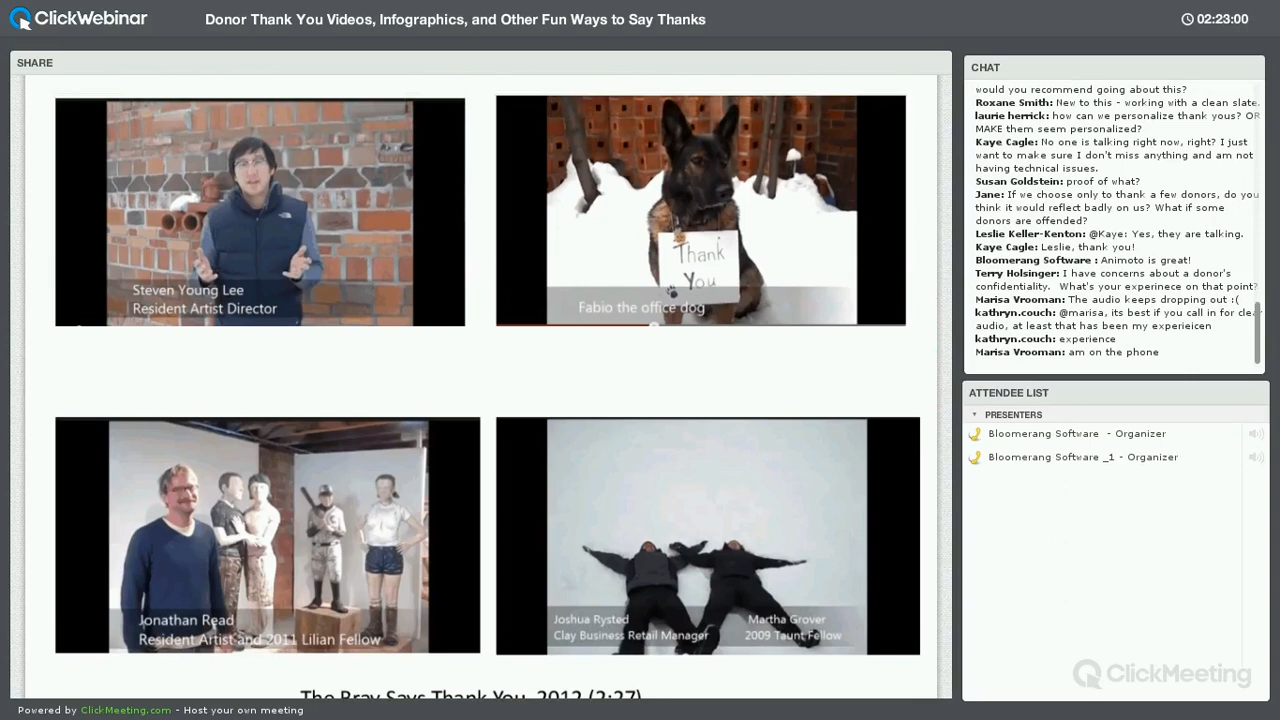 ClickWebinar
Donor Thank You Videos, Infographics, and Other Fun Ways to Say Thanks
02:23:00
SHARE
Steven Young Lee
Resident Artist Director
Thank
You
Fabio the office dog
Jonathan Read
Resident Artist and 2011 Lilian Fellow
Joshua Rysted
Clay Business Retail Manager
Martha Grover
2009 Taunt Fellow
The Bray Says Thank You, 2012 (2:27)
CHAT
would you recommend going about this?
Roxane Smith: New to this - working with a clean slate.
laurie herrick: how can we personalize thank yous? OR
MAKE them seem personalized?
Kaye Cagle: No one is talking right now, right? I just
want to make sure I don't miss anything and am not
having technical issues.
Susan Goldstein: proof of what?
Jane: If we choose only to thank a few donors, do you
think it would reflect badly on us? What if some
donors are offended?
Leslie Keller-Kenton: @Kaye: Yes, they are talking.
Kaye Cagle: Leslie, thank you!
Bloomerang Software : Animoto is great!
Terry Holsinger: I have concerns about a donor's
confidentiality. What's your experinece on that point?
Marisa Vrooman: The audio keeps dropping out :(
kathryn.couch: @marisa, its best if you call in for clear
audio, at least that has been my experieicen
kathryn.couch: experience
Marisa Vrooman: am on the phone
ATTENDEE LIST
PRESENTERS
Bloomerang Software - Organizer
Bloomerang Software _1 - Organizer
ClickMeeting
Powered by ClickMeeting.com - Host your own meeting